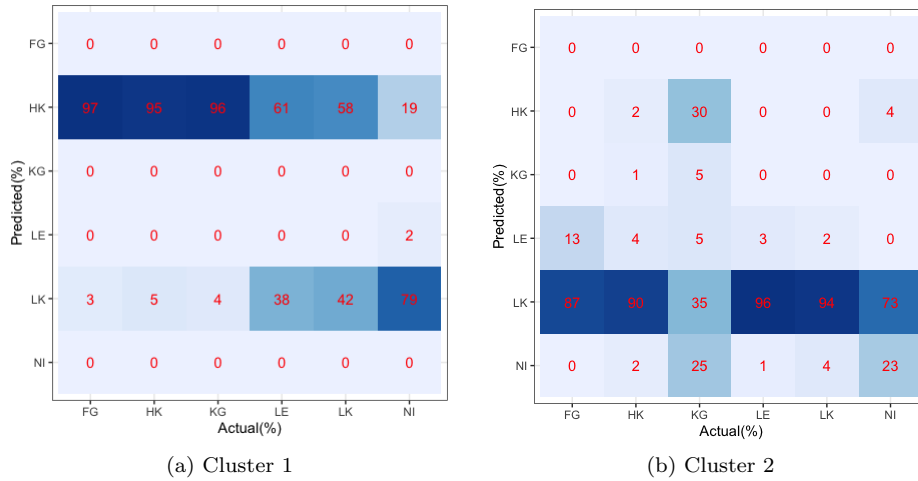 FG 0 0 0 0 0 0
HK 97 95 96 61 58 19
KG 0 0 0 0 0 0
LE 0 0 0 0 0 2
LK 3 5 4 38 42 79
NI 0 0 0 0 0 0
FG HK KG LE LK NI
Predicted(%)
Actual(%)
(a) Cluster 1
FG 0 0 0 0 0 0
HK 0 2 30 0 0 4
KG 0 1 5 0 0 0
LE 13 4 5 3 2 0
LK 87 90 35 96 94 73
NI 0 2 25 1 4 23
FG HK KG LE LK NI
Predicted(%)
Actual(%)
(b) Cluster 2